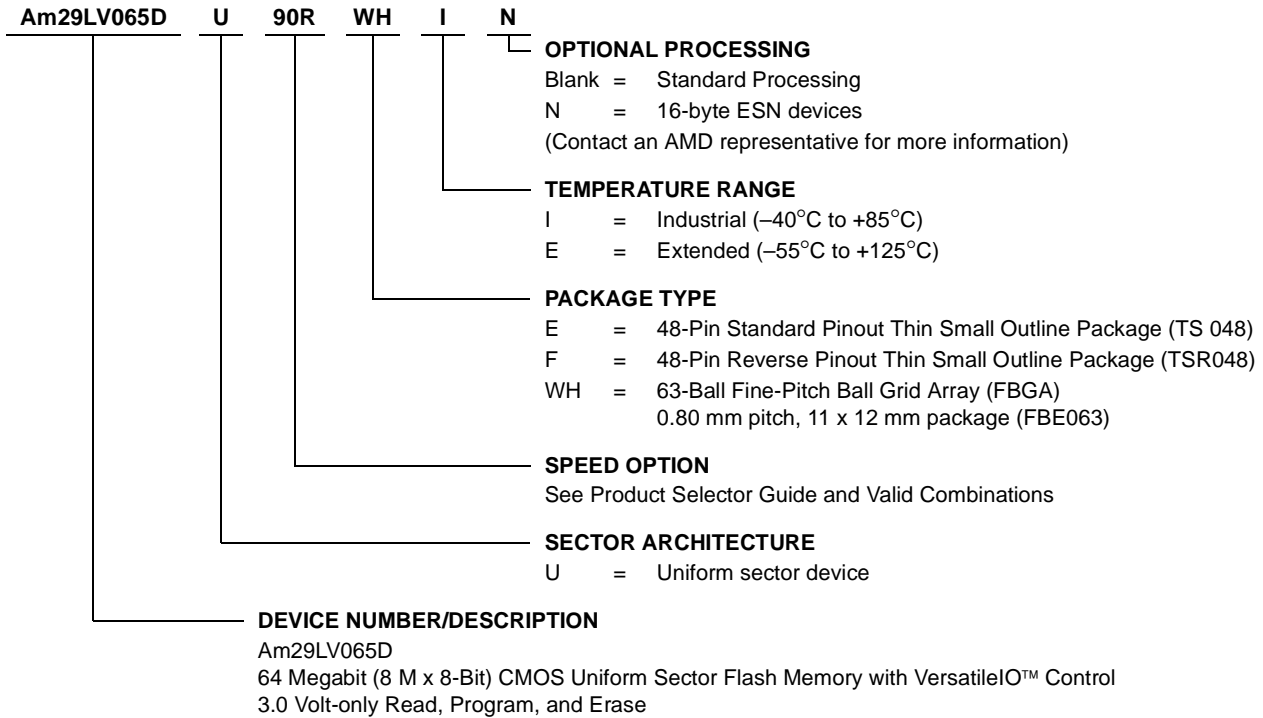 Am29LV065D U 90R WH I N
OPTIONAL PROCESSING
Blank = Standard Processing
N = 16-byte ESN devices
(Contact an AMD representative for more information)
TEMPERATURE RANGE
I = Industrial (–40°C to +85°C)
E = Extended (–55°C to +125°C)
PACKAGE TYPE
E = 48-Pin Standard Pinout Thin Small Outline Package (TS 048)
F = 48-Pin Reverse Pinout Thin Small Outline Package (TSR048)
WH = 63-Ball Fine-Pitch Ball Grid Array (FBGA)
0.80 mm pitch, 11 x 12 mm package (FBE063)
SPEED OPTION
See Product Selector Guide and Valid Combinations
SECTOR ARCHITECTURE
U = Uniform sector device
DEVICE NUMBER/DESCRIPTION
Am29LV065D
64 Megabit (8 M x 8-Bit) CMOS Uniform Sector Flash Memory with VersatileIO™ Control
3.0 Volt-only Read, Program, and Erase